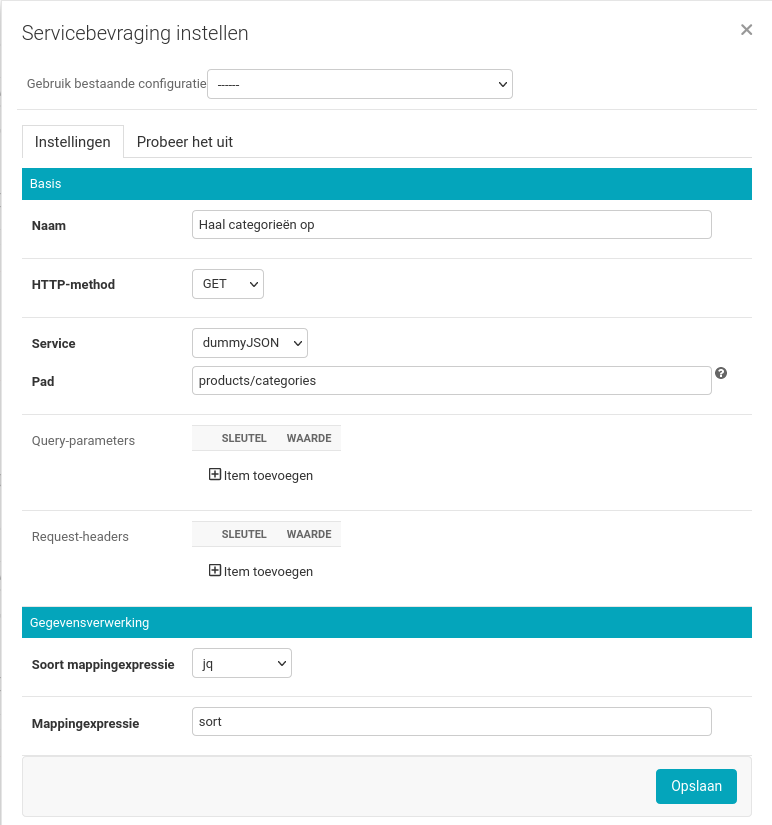 Servicebevraging instellen
Gebruik bestaande configuratie ------
Instellingen Probeer het uit
Basis
Naam Haal categorieën op
HTTP-method GET
Service dummyJSON
Pad products/categories
Query-parameters SLEUTEL WAARDE
Item toevoegen
Request-headers SLEUTEL WAARDE
Item toevoegen
Gegevensverwerking
Soort mappingexpressie jq
Mappingexpressie sort
Opslaan